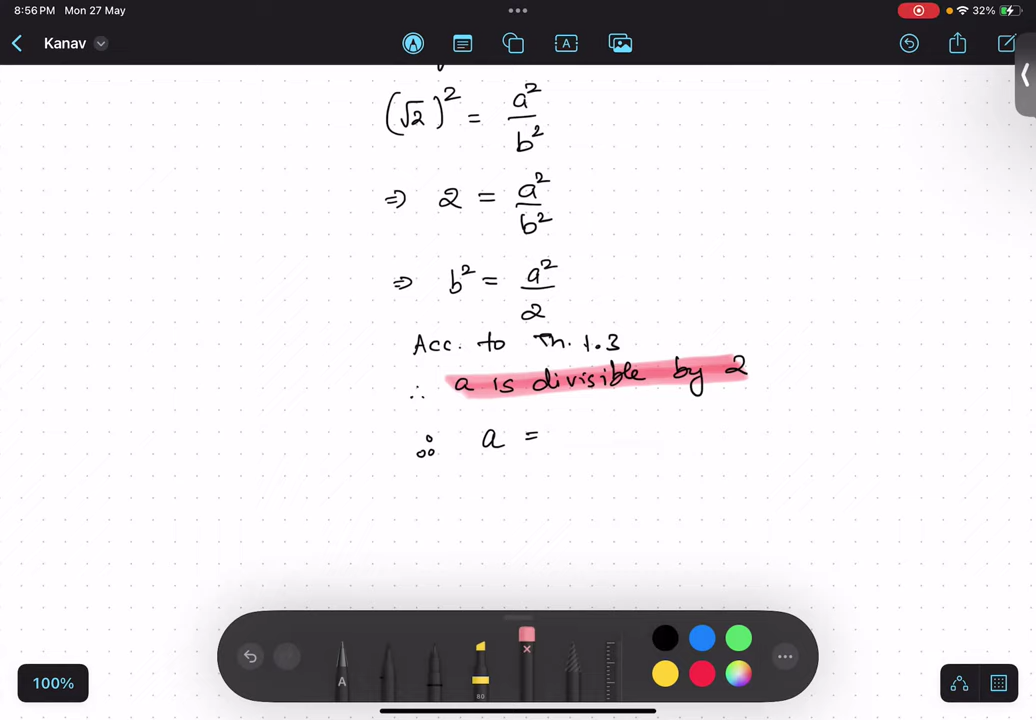 8:56 PM Mon 27 May
32%
Kanav
(√2)² = a²/b²
⇒ 2 = a²/b²
⇒ b² = a²/2
Acc. to Th. 1.3
∴ a is divisible by 2
∴ a =
A
80
100%